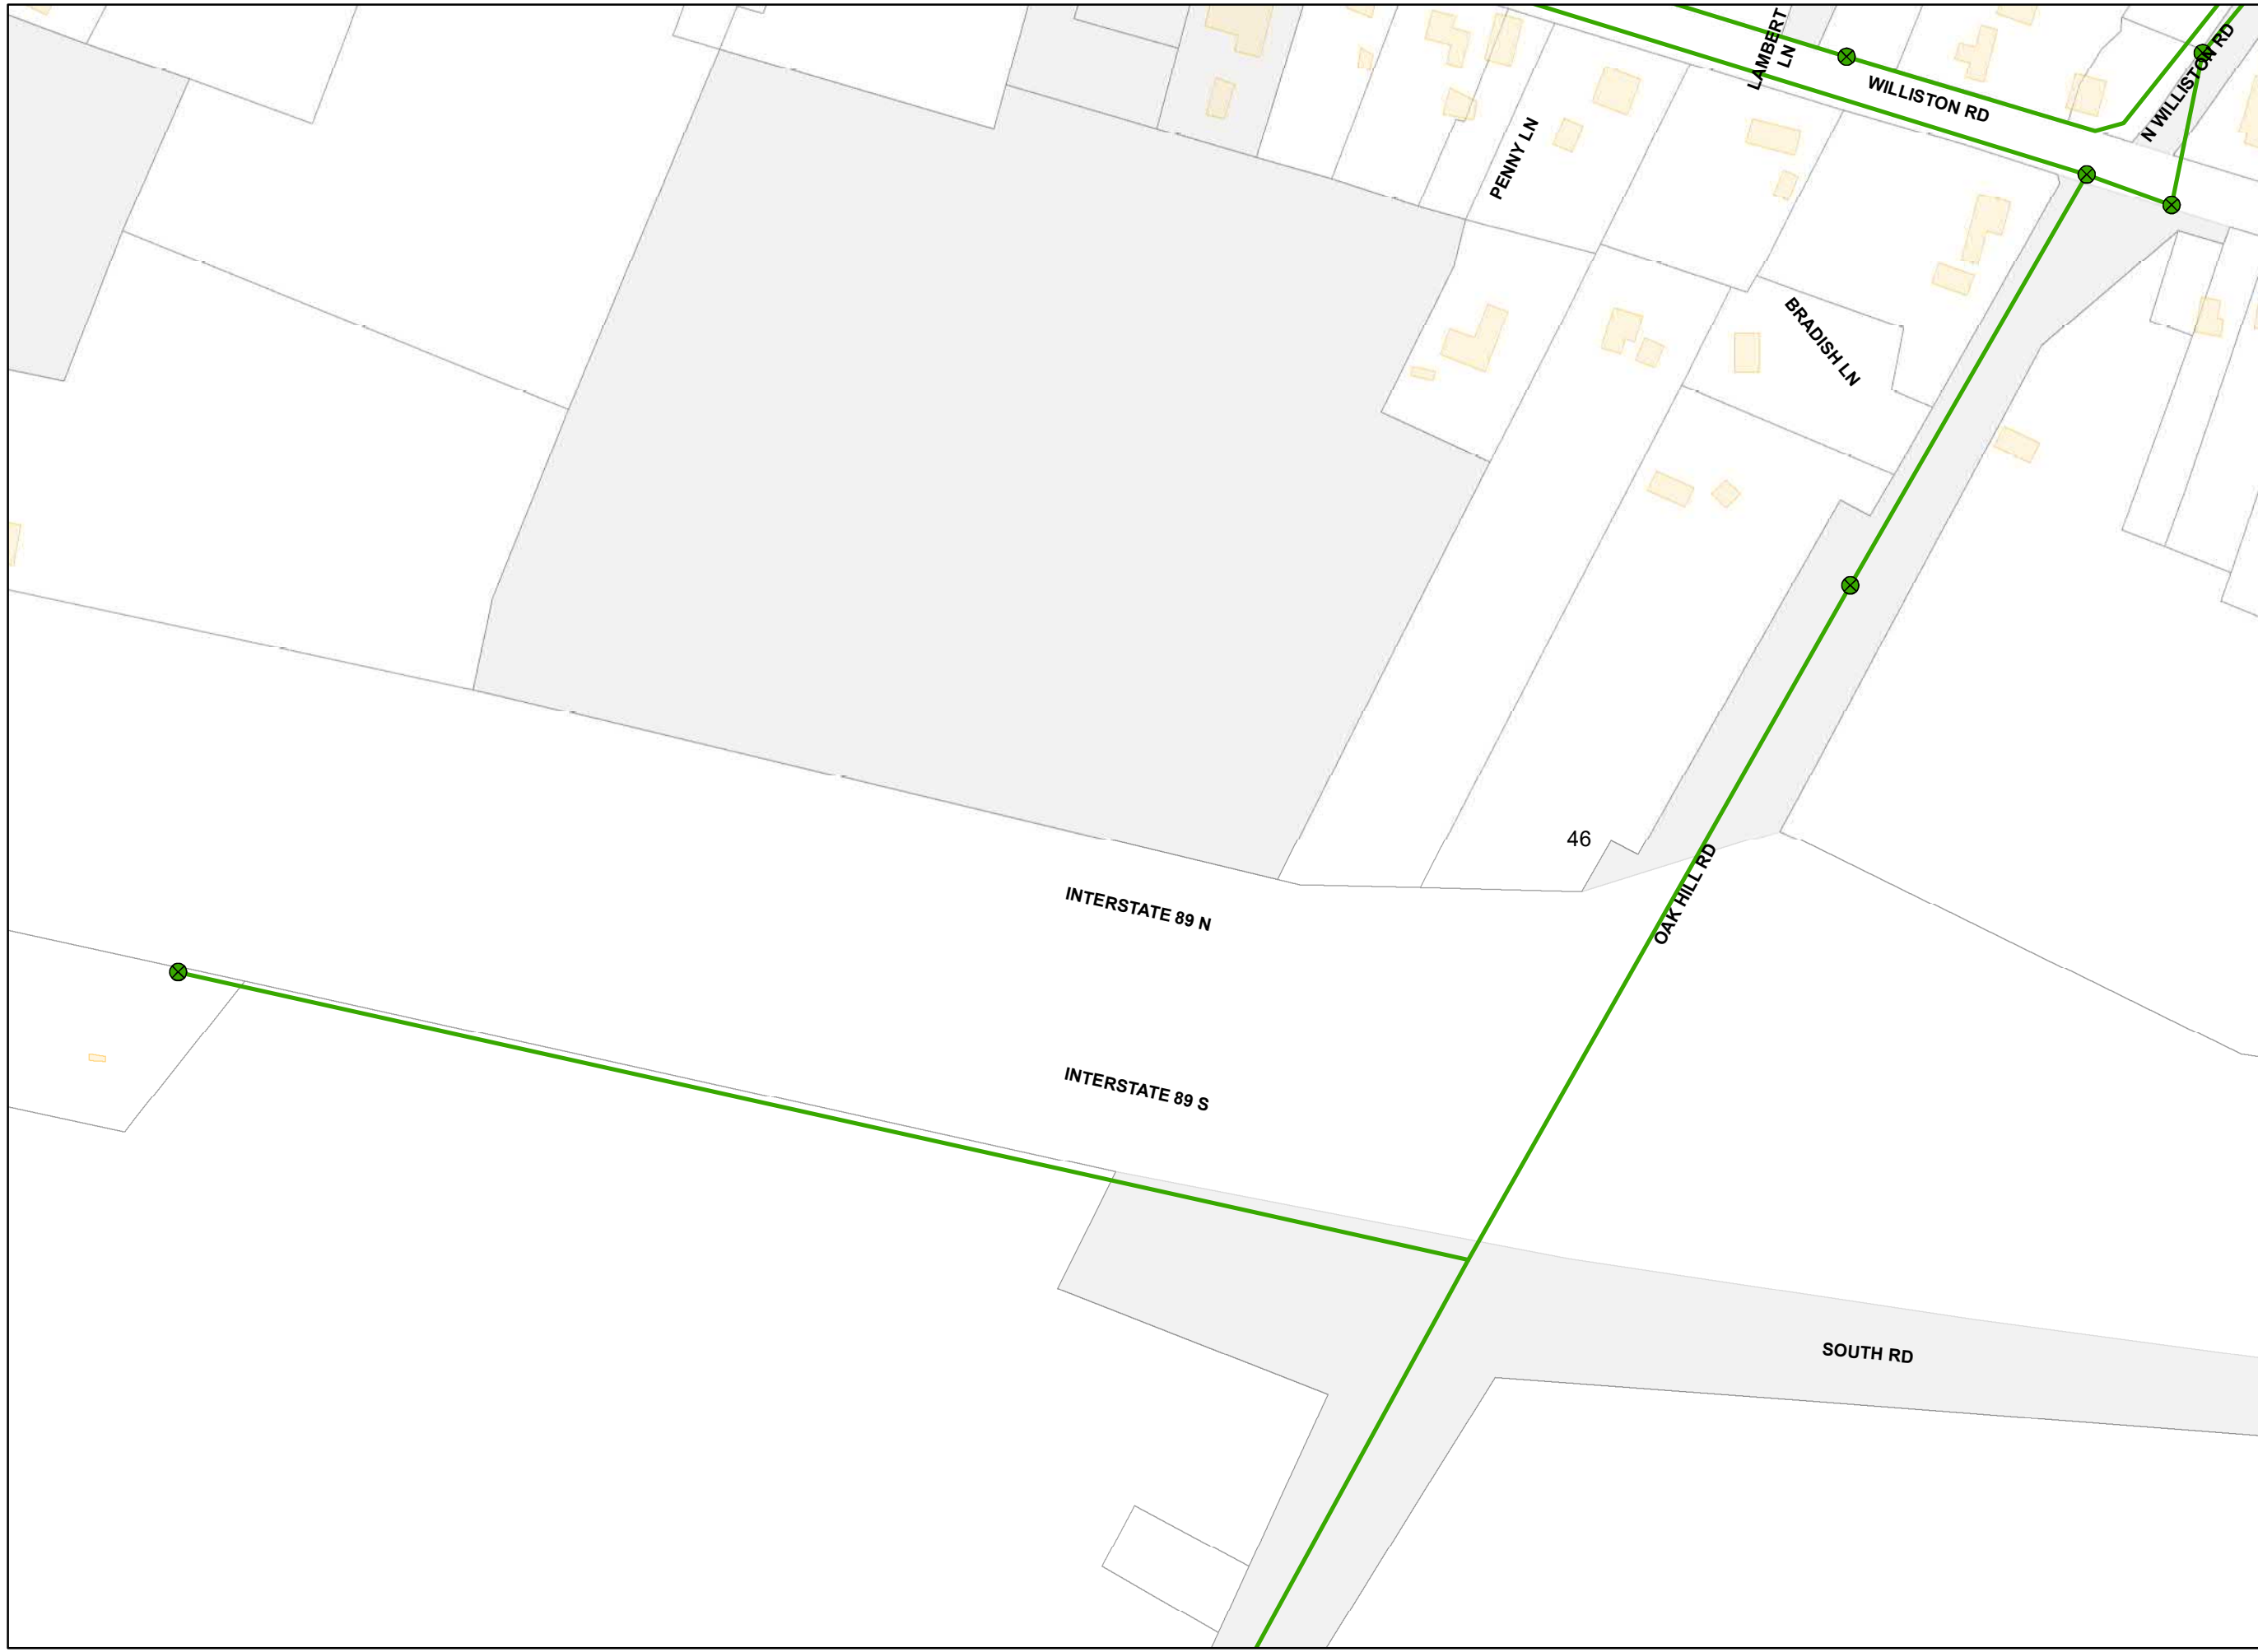 LAMBERT
LN
WILLISTON RD
N WILLISTON RD
PENNY LN
BRADISH LN
46
OAK HILL RD
INTERSTATE 89 N
INTERSTATE 89 S
SOUTH RD